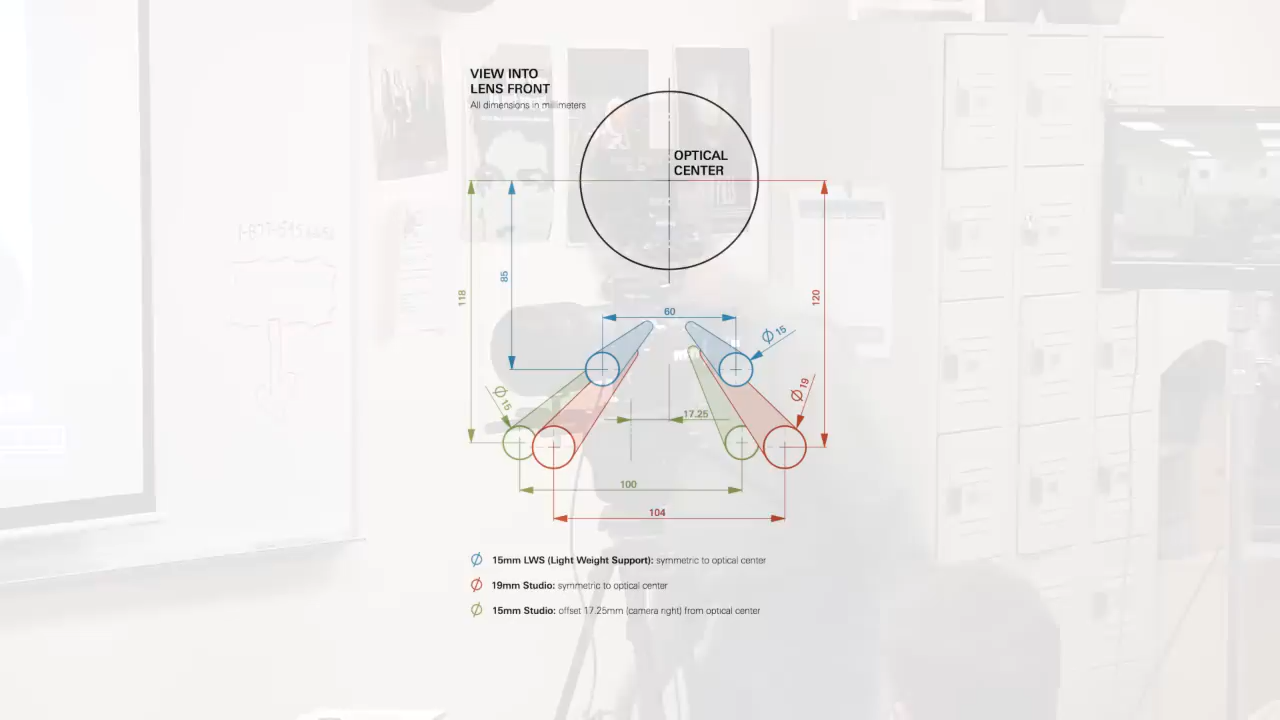 VIEW INTO
LENS FRONT
All dimensions in millimeters
OPTICAL
CENTER
118
85
60
120
Ø 15
Ø 15
Ø 19
17.25
100
104
Ø 15mm LWS (Light Weight Support): symmetric to optical center
Ø 19mm Studio: symmetric to optical center
Ø 15mm Studio: offset 17.25mm (camera right) from optical center